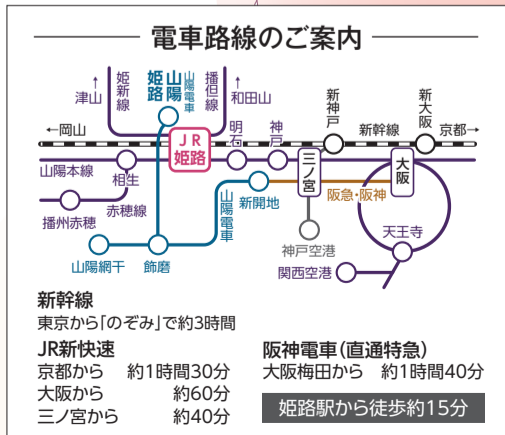 電車路線のご案内
↑津山
姫新線
山陽姫路
山陽電車
播但線
↑和田山
←岡山
JR姫路
明石
神戸
新神戸
新幹線
新大阪
京都→
山陽本線
相生
三ノ宮
大阪
播州赤穂
赤穂線
山陽電車
新開地
阪急・阪神
山陽網干
飾磨
神戸空港
関西空港
天王寺
新幹線
東京から「のぞみ」で約3時間
JR新快速
京都から 約1時間30分
大阪から 約60分
三ノ宮から 約40分
阪神電車(直通特急)
大阪梅田から 約1時間40分
姫路駅から徒歩約15分